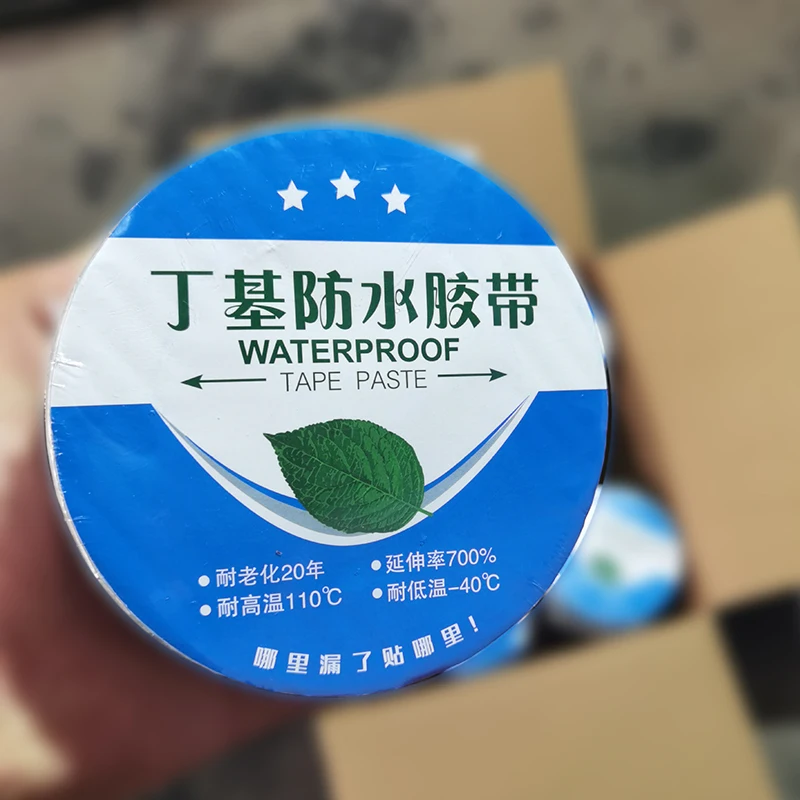 丁基防水胶带
WATERPROOF
TAPE PASTE
耐老化20年
延伸率700%
耐高温110℃
耐低温-40℃
哪里漏了贴哪里！